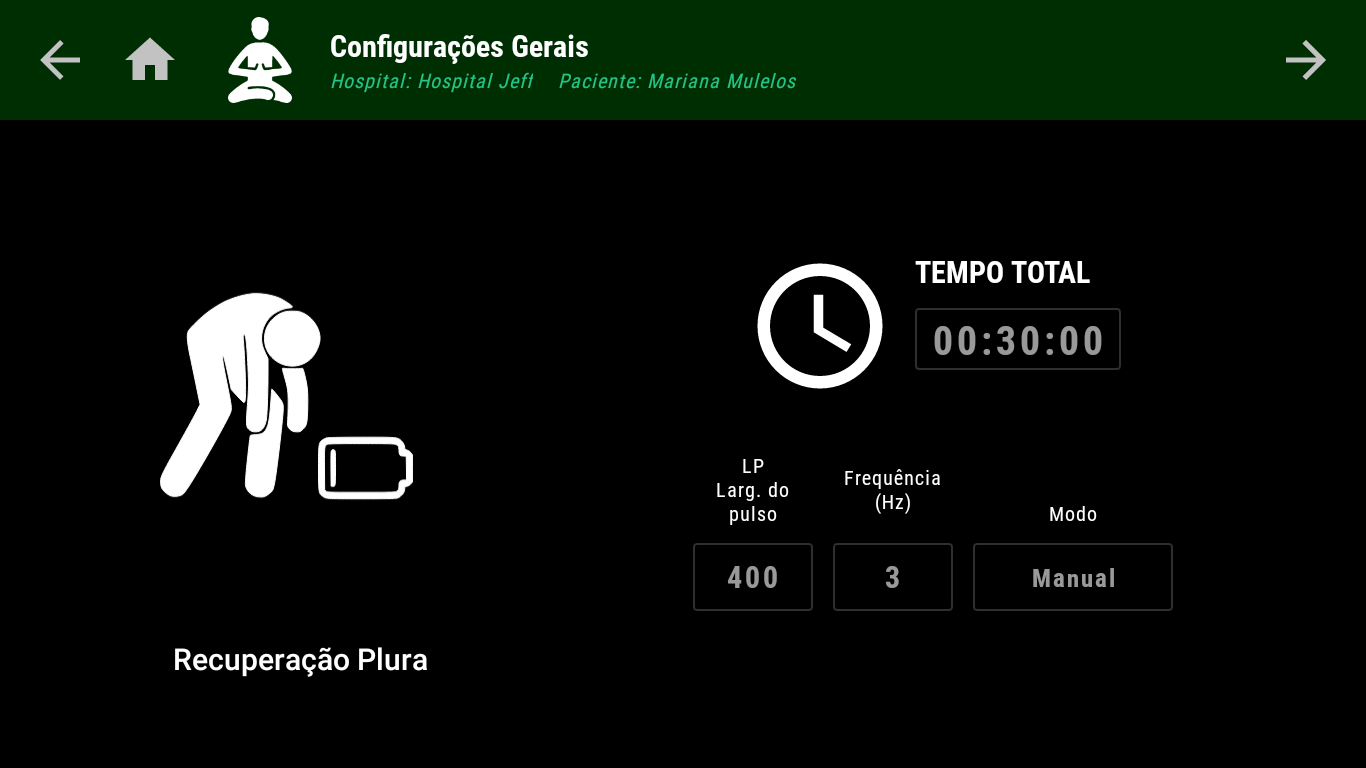 Configurações Gerais
Hospital: Hospital Jeff Paciente: Mariana Mulelos
TEMPO TOTAL
00:30:00
LP
Larg. do
pulso
Frequência
(Hz)
Modo
400
3
Manual
Recuperação Plura